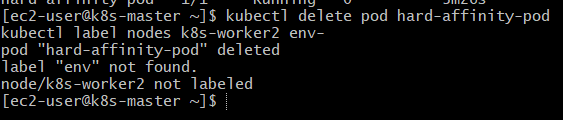 [ec2-user@k8s-master ~]$ kubectl delete pod hard-affinity-pod
kubectl label nodes k8s-worker2 env-
pod "hard-affinity-pod" deleted
label "env" not found.
node/k8s-worker2 not labeled
[ec2-user@k8s-master ~]$